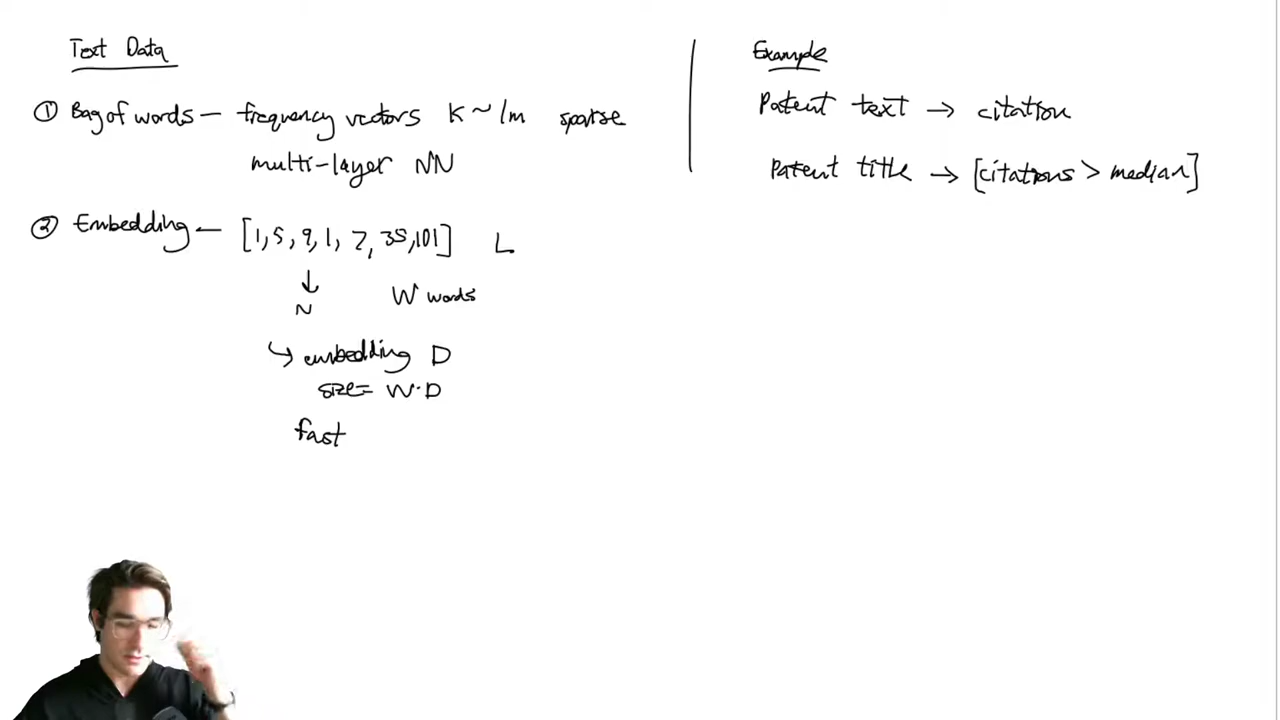 Text Data
① Bag of words — frequency vectors K ~ 1m sparse
multi-layer NN
② Embedding — [1, 5, 9, 1, 7, 35, 101] L
↓
N W words
↳ embedding D
size = W·D
fast
Example
Patent text → citation
Patent title → [citations > median]